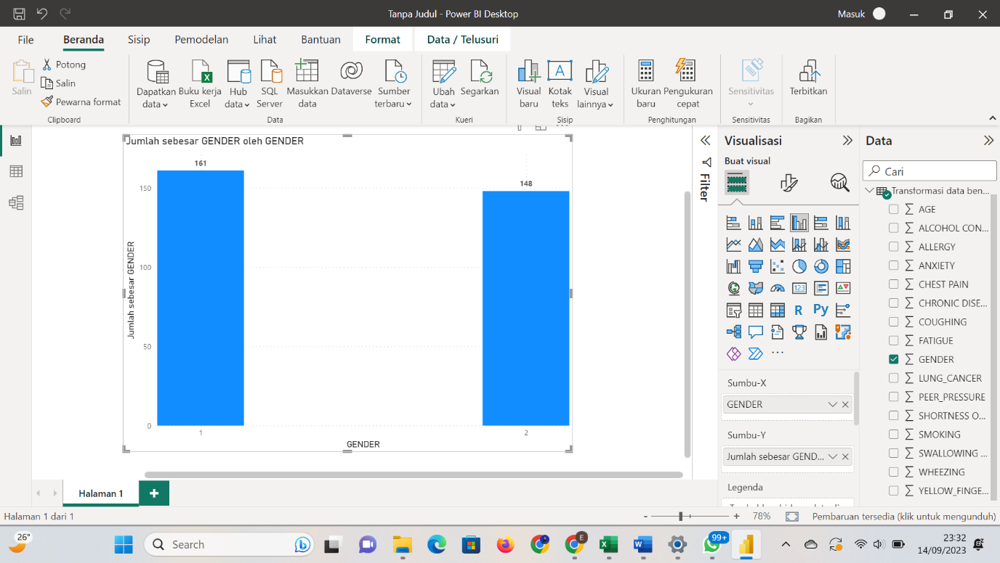 Tanpa Judul - Power BI Desktop
Masuk
File Beranda Sisip Pemodelan Lihat Bantuan Format Data / Telusuri
Salin
Potong
Salin
Pewarna format
Clipboard
Dapatkan data
Buku kerja Excel
Hub data
SQL Server
Masukkan data
Dataverse
Sumber terbaru
Data
Ubah data
Segarkan
Kueri
Visual baru
Kotak teks
Visual lainnya
Sisip
Ukuran baru
Pengukuran cepat
Penghitungan
Sensitivitas
Sensitivitas
Terbitkan
Bagikan
Jumlah sebesar GENDER oleh GENDER
161
148
150
100
50
0
Jumlah sebesar GENDER
1
2
GENDER
Filter
Visualisasi
Buat visual
123
R
Py
Sumbu-X
GENDER
Sumbu-Y
Jumlah sebesar GEND...
Legenda
Data
Cari
Transformasi data ben...
AGE
ALCOHOL CON...
ALLERGY
ANXIETY
CHEST PAIN
CHRONIC DISE...
COUGHING
FATIGUE
GENDER
LUNG_CANCER
PEER_PRESSURE
SHORTNESS O...
SMOKING
SWALLOWING ...
WHEEZING
YELLOW_FINGE...
Halaman 1
Halaman 1 dari 1
- + 78%
Pembaruan tersedia (klik untuk mengunduh)
26°
Search
E
99+
23:32
14/09/2023